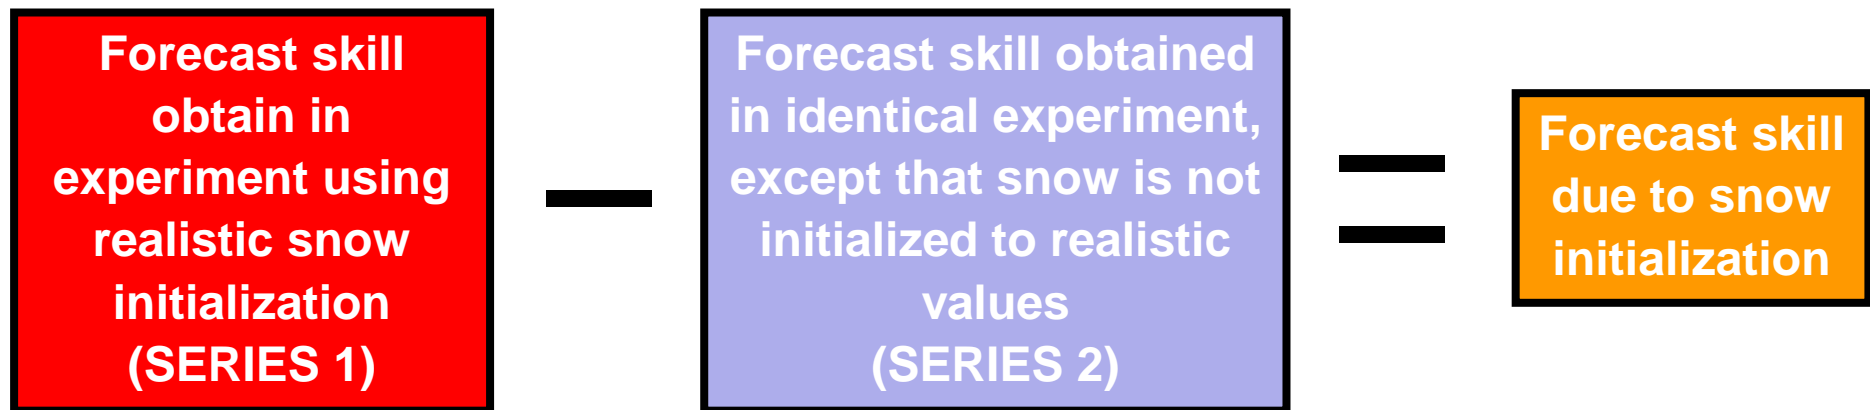 Forecast skill
obtain in
experiment using
realistic snow
initialization
(SERIES 1)
Forecast skill obtained
in identical experiment,
except that snow is not
initialized to realistic
values
(SERIES 2)
Forecast skill
due to snow
initialization